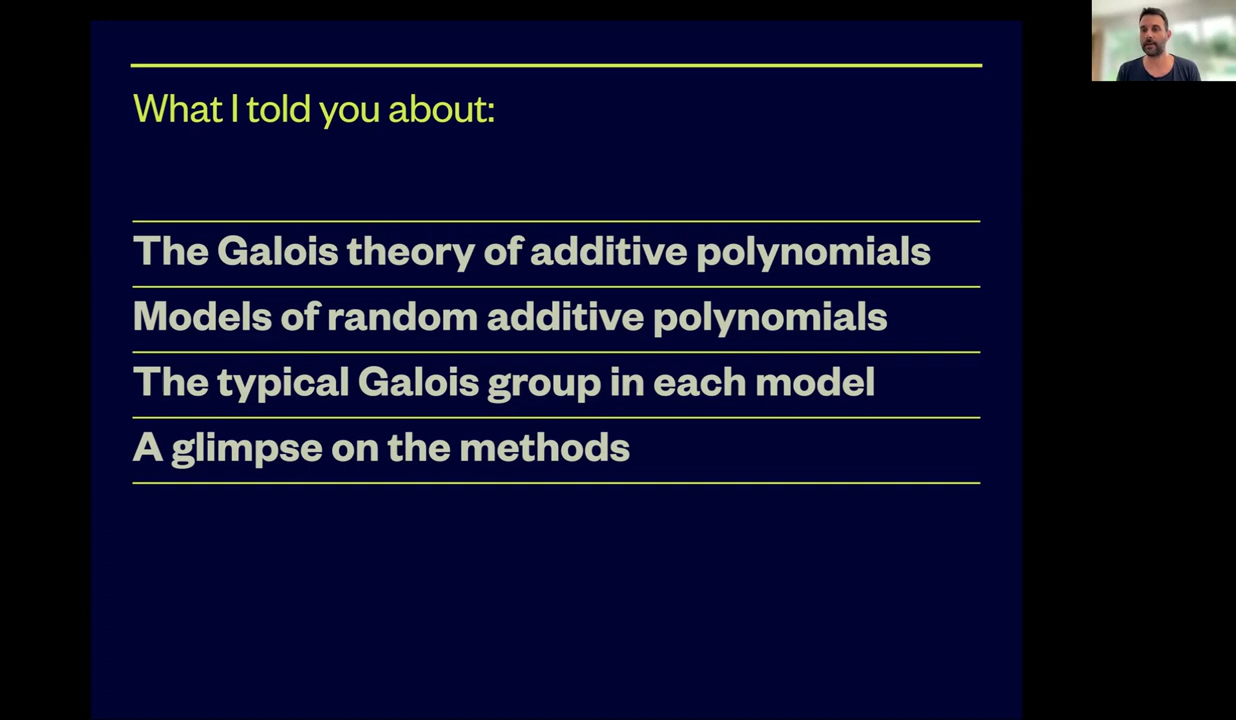 What I told you about:
The Galois theory of additive polynomials
Models of random additive polynomials
The typical Galois group in each model
A glimpse on the methods